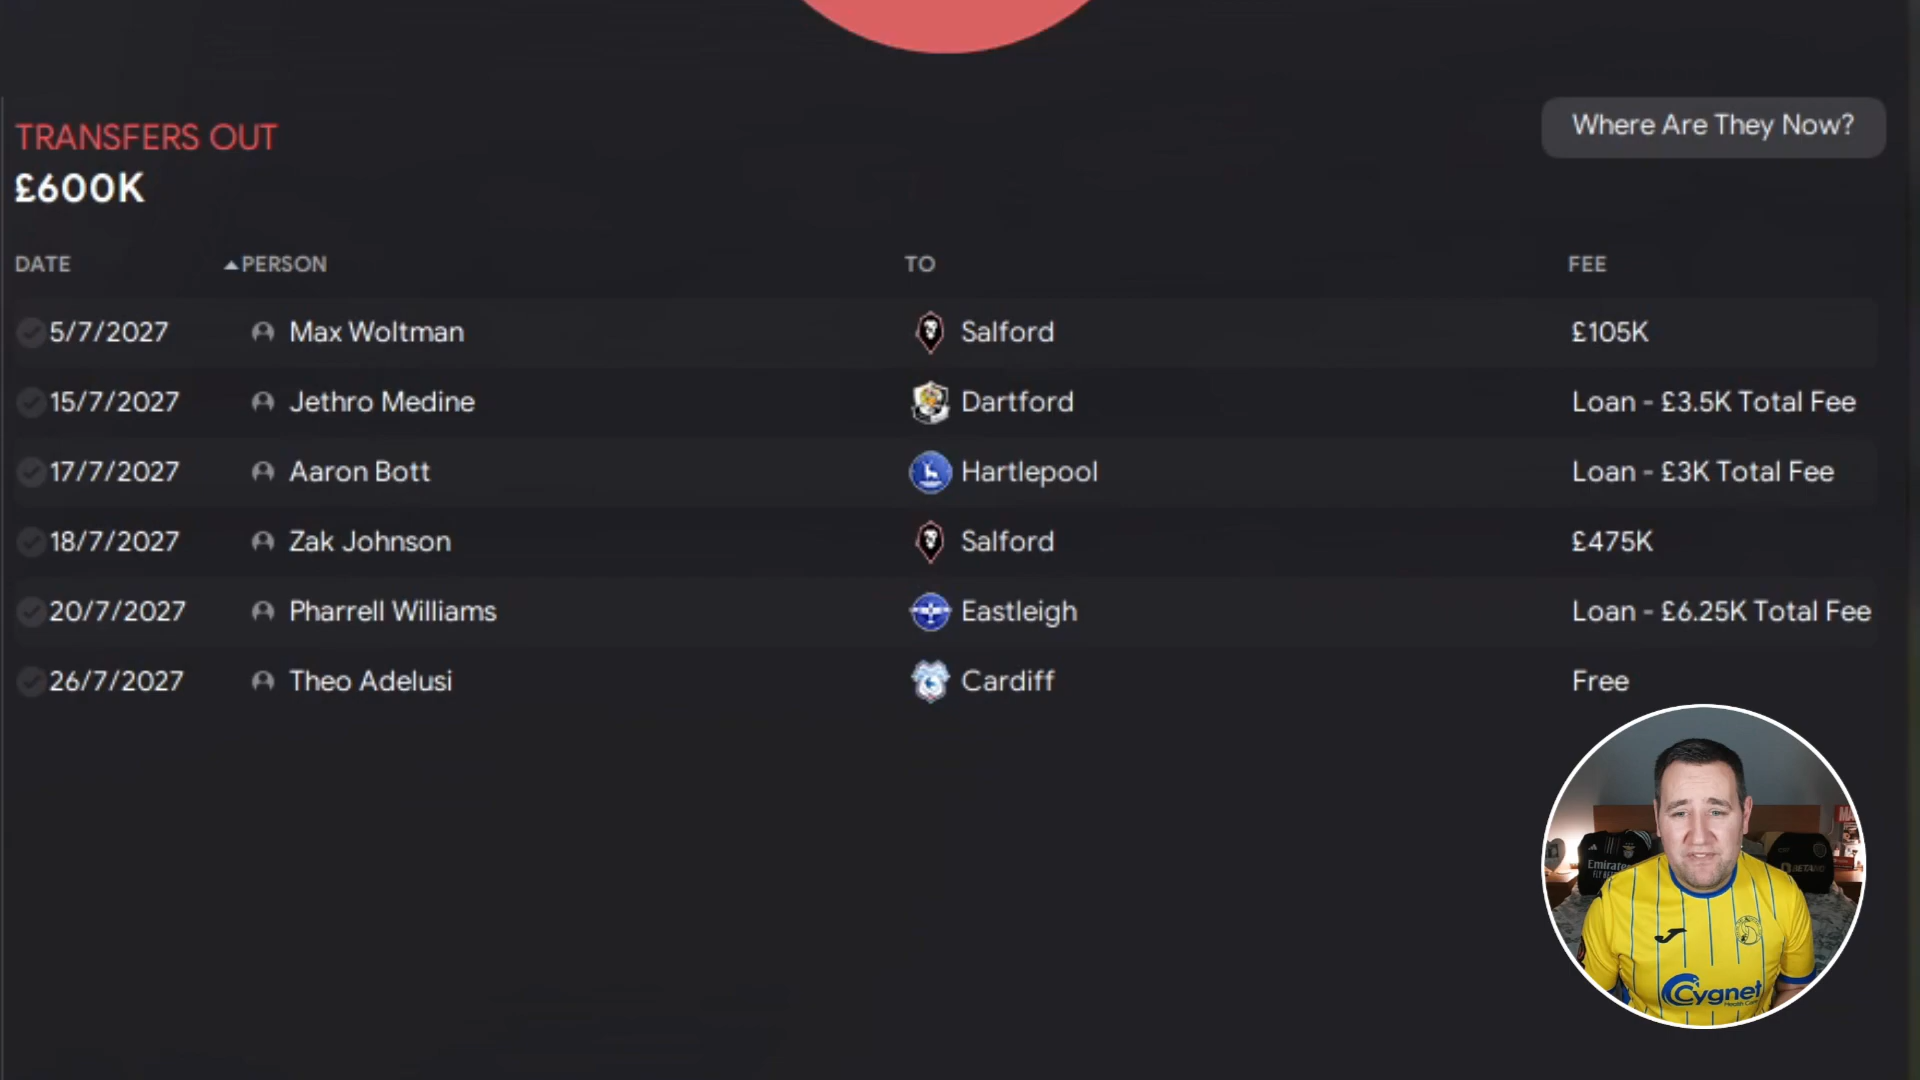 TRANSFERS OUT
Where Are They Now?
£600K
DATE PERSON TO FEE
5/7/2027 Max Woltman Salford £105K
15/7/2027 Jethro Medine Dartford Loan - £3.5K Total Fee
17/7/2027 Aaron Bott Hartlepool Loan - £3K Total Fee
18/7/2027 Zak Johnson Salford £475K
20/7/2027 Pharrell Williams Eastleigh Loan - £6.25K Total Fee
26/7/2027 Theo Adelusi Cardiff Free
Cygnet